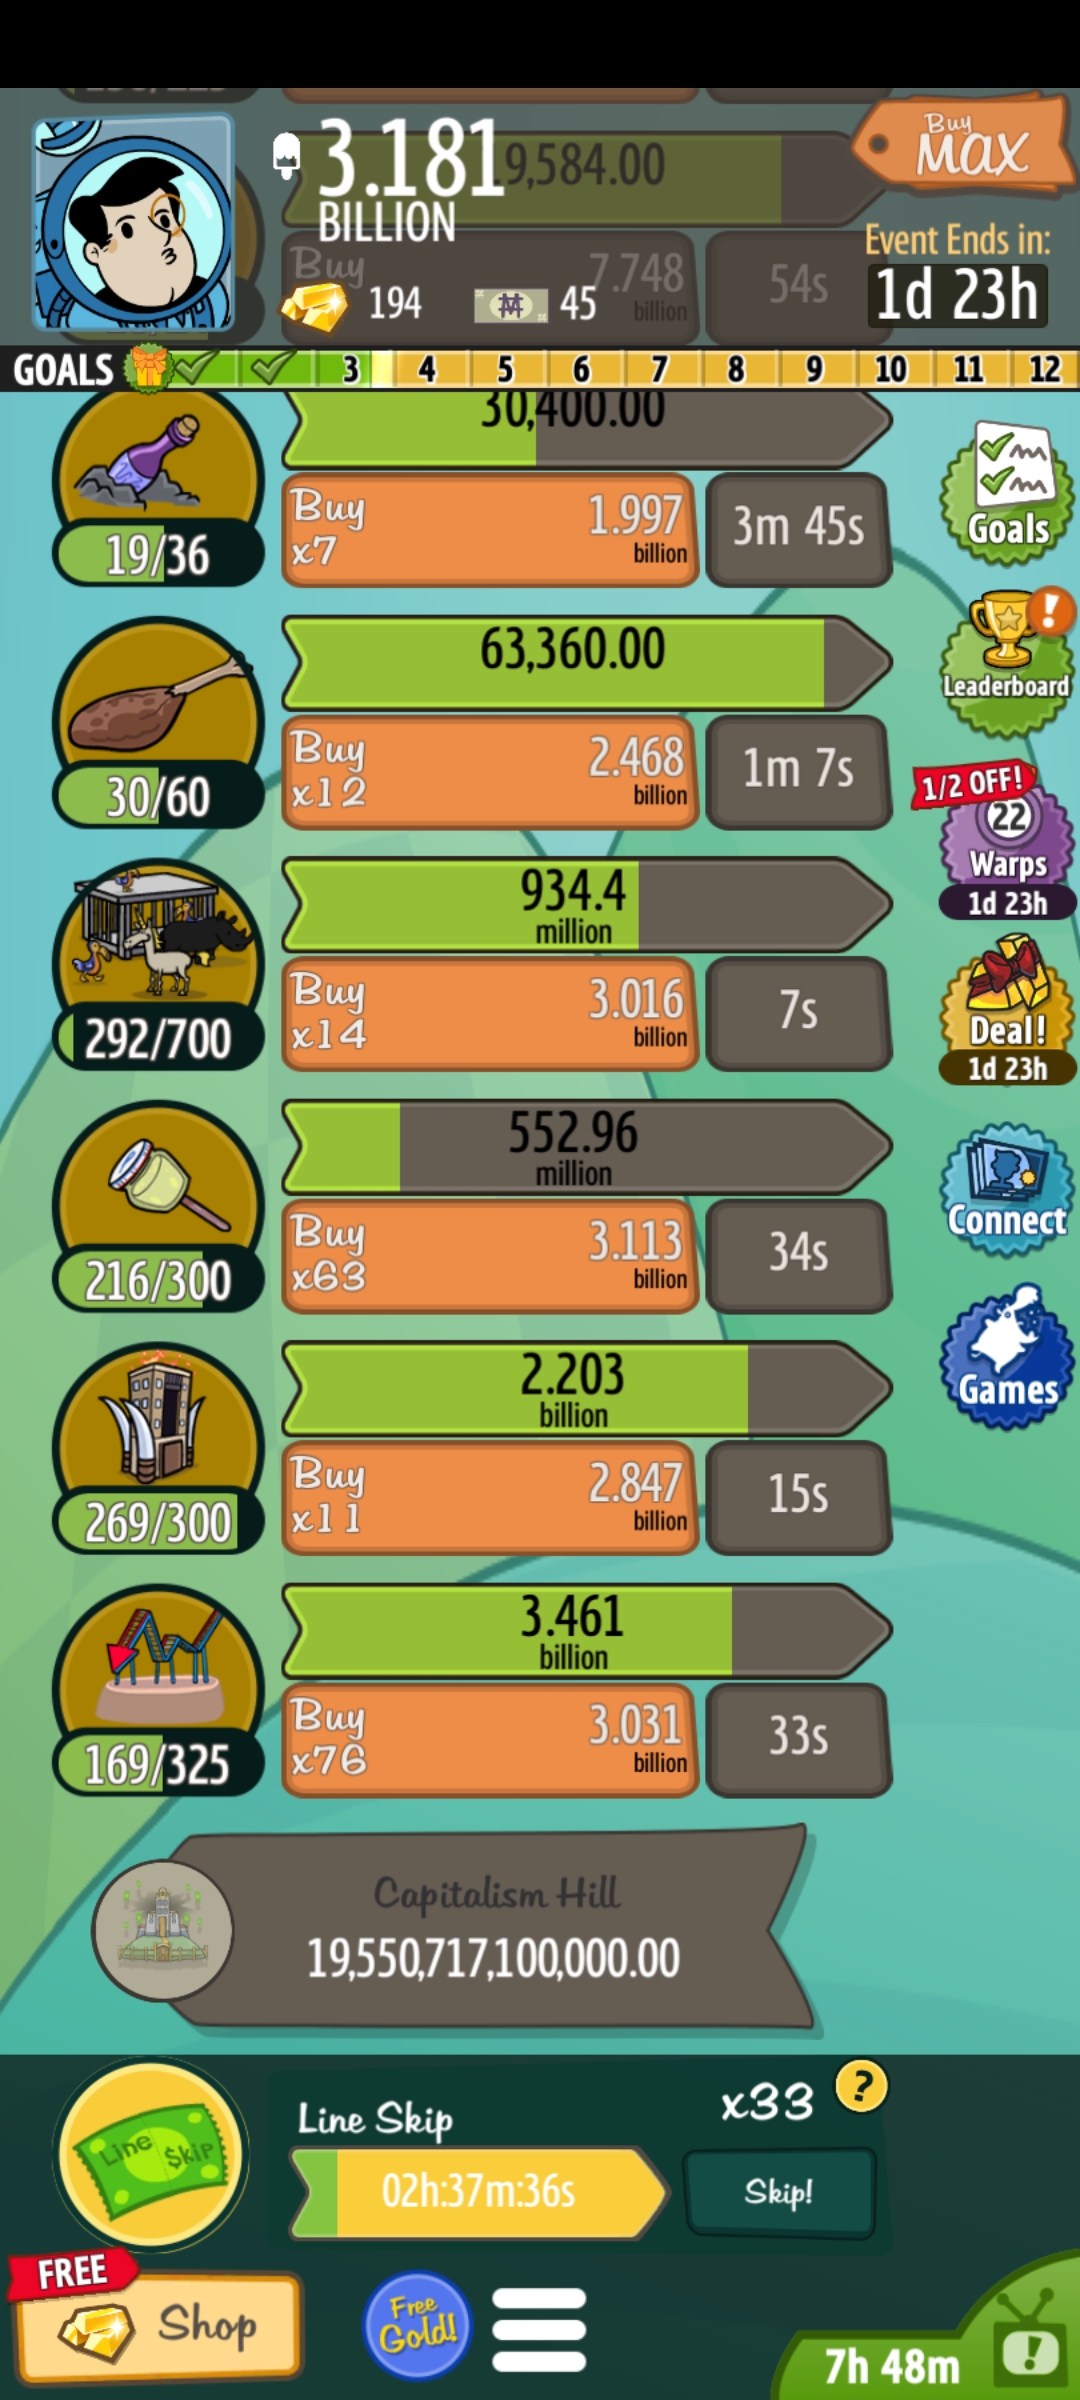 3.181
BILLION
9,584.00
Buy
MAX
Buy
7.748
billion
54s
Event Ends in:
1d 23h
194
45
GOALS
3
4
5
6
7
8
9
10
11
12
30,400.00
Buy
x7
1.997
billion
3m 45s
19/36
Goals
63,360.00
Buy
x12
2.468
billion
1m 7s
30/60
Leaderboard
1/2 OFF!
22
Warps
1d 23h
934.4
million
Buy
x14
3.016
billion
7s
292/700
Deal!
1d 23h
552.96
million
Buy
x63
3.113
billion
34s
216/300
Connect
2.203
billion
Buy
x11
2.847
billion
15s
269/300
Games
3.461
billion
Buy
x76
3.031
billion
33s
169/325
Capitalism Hill
19,550,717,100,000.00
Line $kip
Line Skip
x33
?
02h:37m:36s
Skip!
FREE
Shop
Free
Gold!
7h 48m